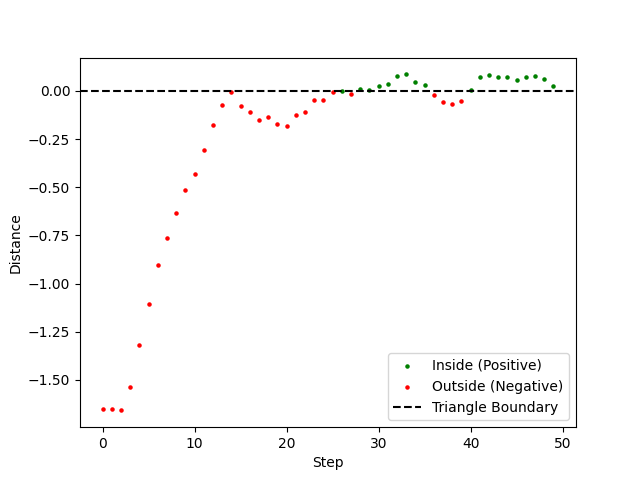 0.00
−0.25
−0.50
−0.75
−1.00
−1.25
−1.50
Distance
0
10
20
30
40
50
Step
Inside (Positive)
Outside (Negative)
Triangle Boundary